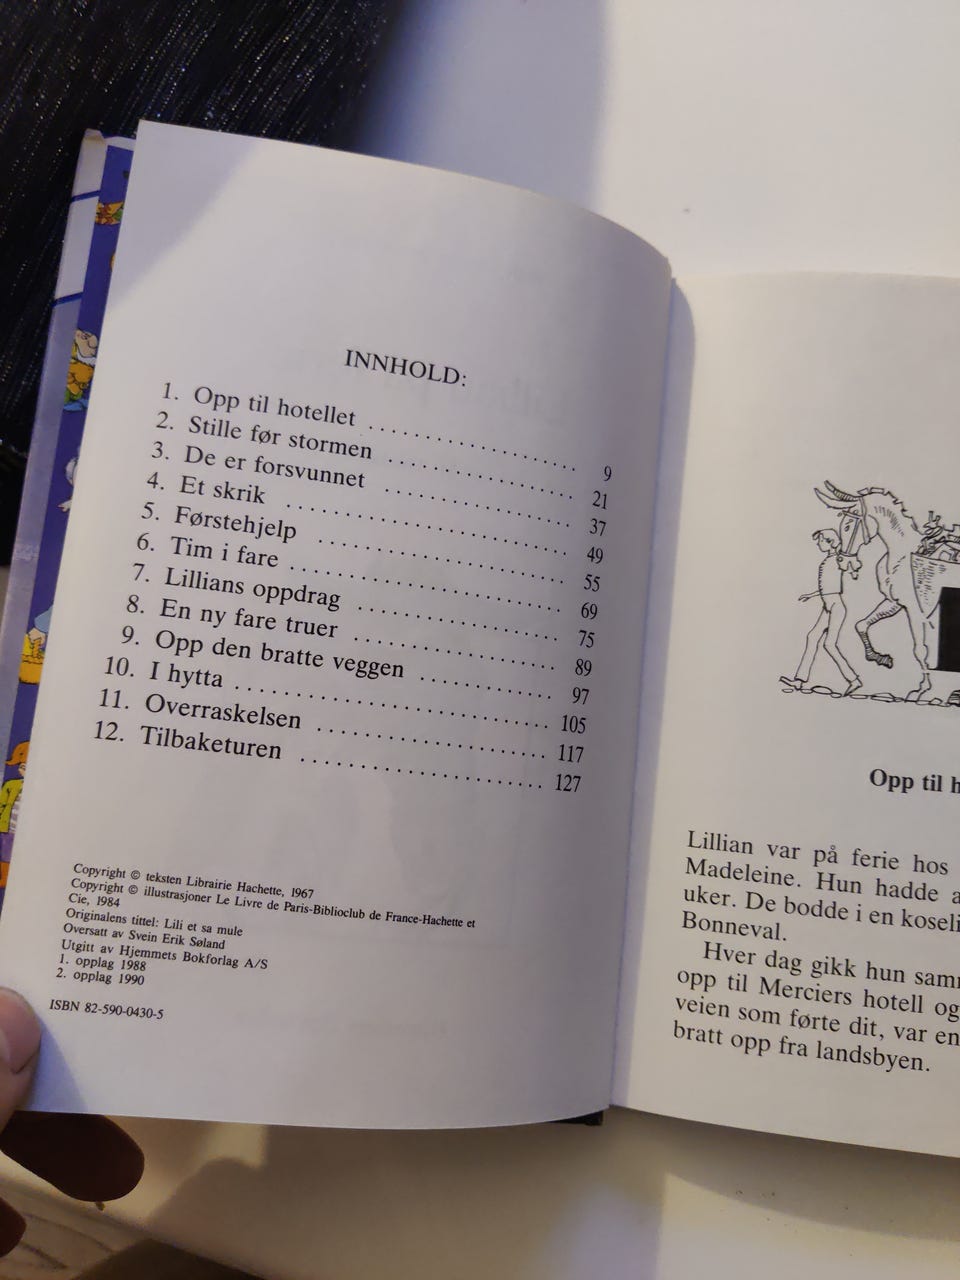 INNHOLD:
1. Opp til hotellet .................... 9
2. Stille før stormen .................... 21
3. De er forsvunnet .................... 37
4. Et skrik .................... 49
5. Førstehjelp .................... 55
6. Tim i fare .................... 69
7. Lillians oppdrag .................... 75
8. En ny fare truer .................... 89
9. Opp den bratte veggen .................... 97
10. I hytta .................... 105
11. Overraskelsen .................... 117
12. Tilbaketuren .................... 127
Copyright © teksten Librairie Hachette, 1967
Copyright © illustrasjoner Le Livre de Paris-Biblioclub de France-Hachette et
Cie, 1984
Originalens tittel: Lili et sa mule
Oversatt av Svein Erik Søland
Utgitt av Hjemmets Bokforlag A/S
1. opplag 1988
2. opplag 1990
ISBN 82-590-0430-5
Opp til
Lillian var på ferie hos
Madeleine. Hun hadde
uker. De bodde i en
Bonneval.
Hver dag gikk hun
opp til Merciers hotell og
veien som førte dit, var
bratt opp fra landsbyen.